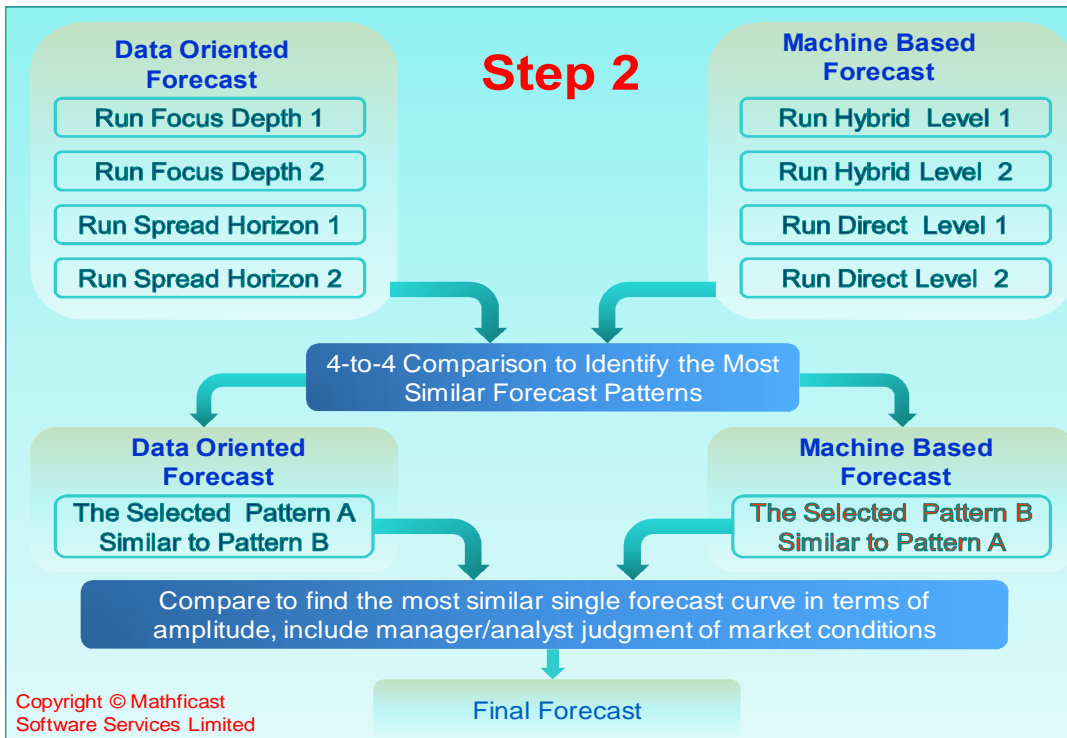 Data Oriented
Forecast
Run Focus Depth 1
Run Focus Depth 2
Run Spread Horizon 1
Run Spread Horizon 2
Step 2
Machine Based
Forecast
Run Hybrid Level 1
Run Hybrid Level 2
Run Direct Level 1
Run Direct Level 2
4-to-4 Comparison to Identify the Most
Similar Forecast Patterns
Data Oriented
Forecast
The Selected Pattern A
Similar to Pattern B
Machine Based
Forecast
The Selected Pattern B
Similar to Pattern A
Compare to find the most similar single forecast curve in terms of
amplitude, include manager/analyst judgment of market conditions
Final Forecast
Copyright © Mathficast
Software Services Limited